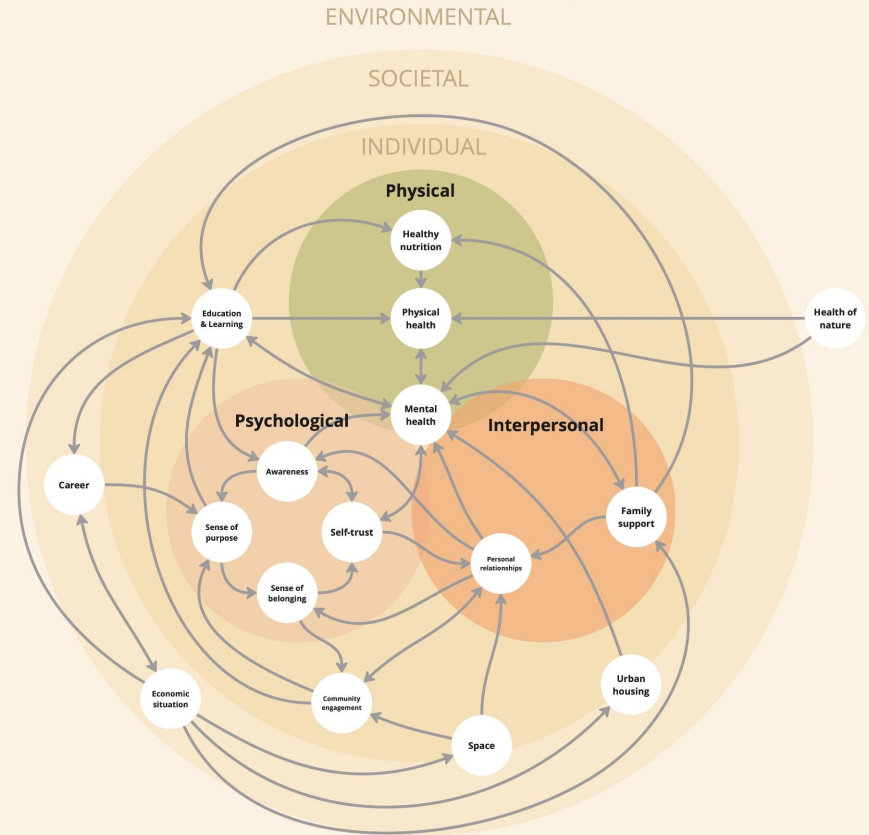 ENVIRONMENTAL
SOCIETAL
INDIVIDUAL
Physical
Healthy
nutrition
Education
& Learning
Physical
health
Health of
nature
Mental
health
Psychological
Interpersonal
Awareness
Career
Sense of
purpose
Self-trust
Family
support
Personal
relationships
Sense of
belonging
Economic
situation
Community
engagement
Urban
housing
Space